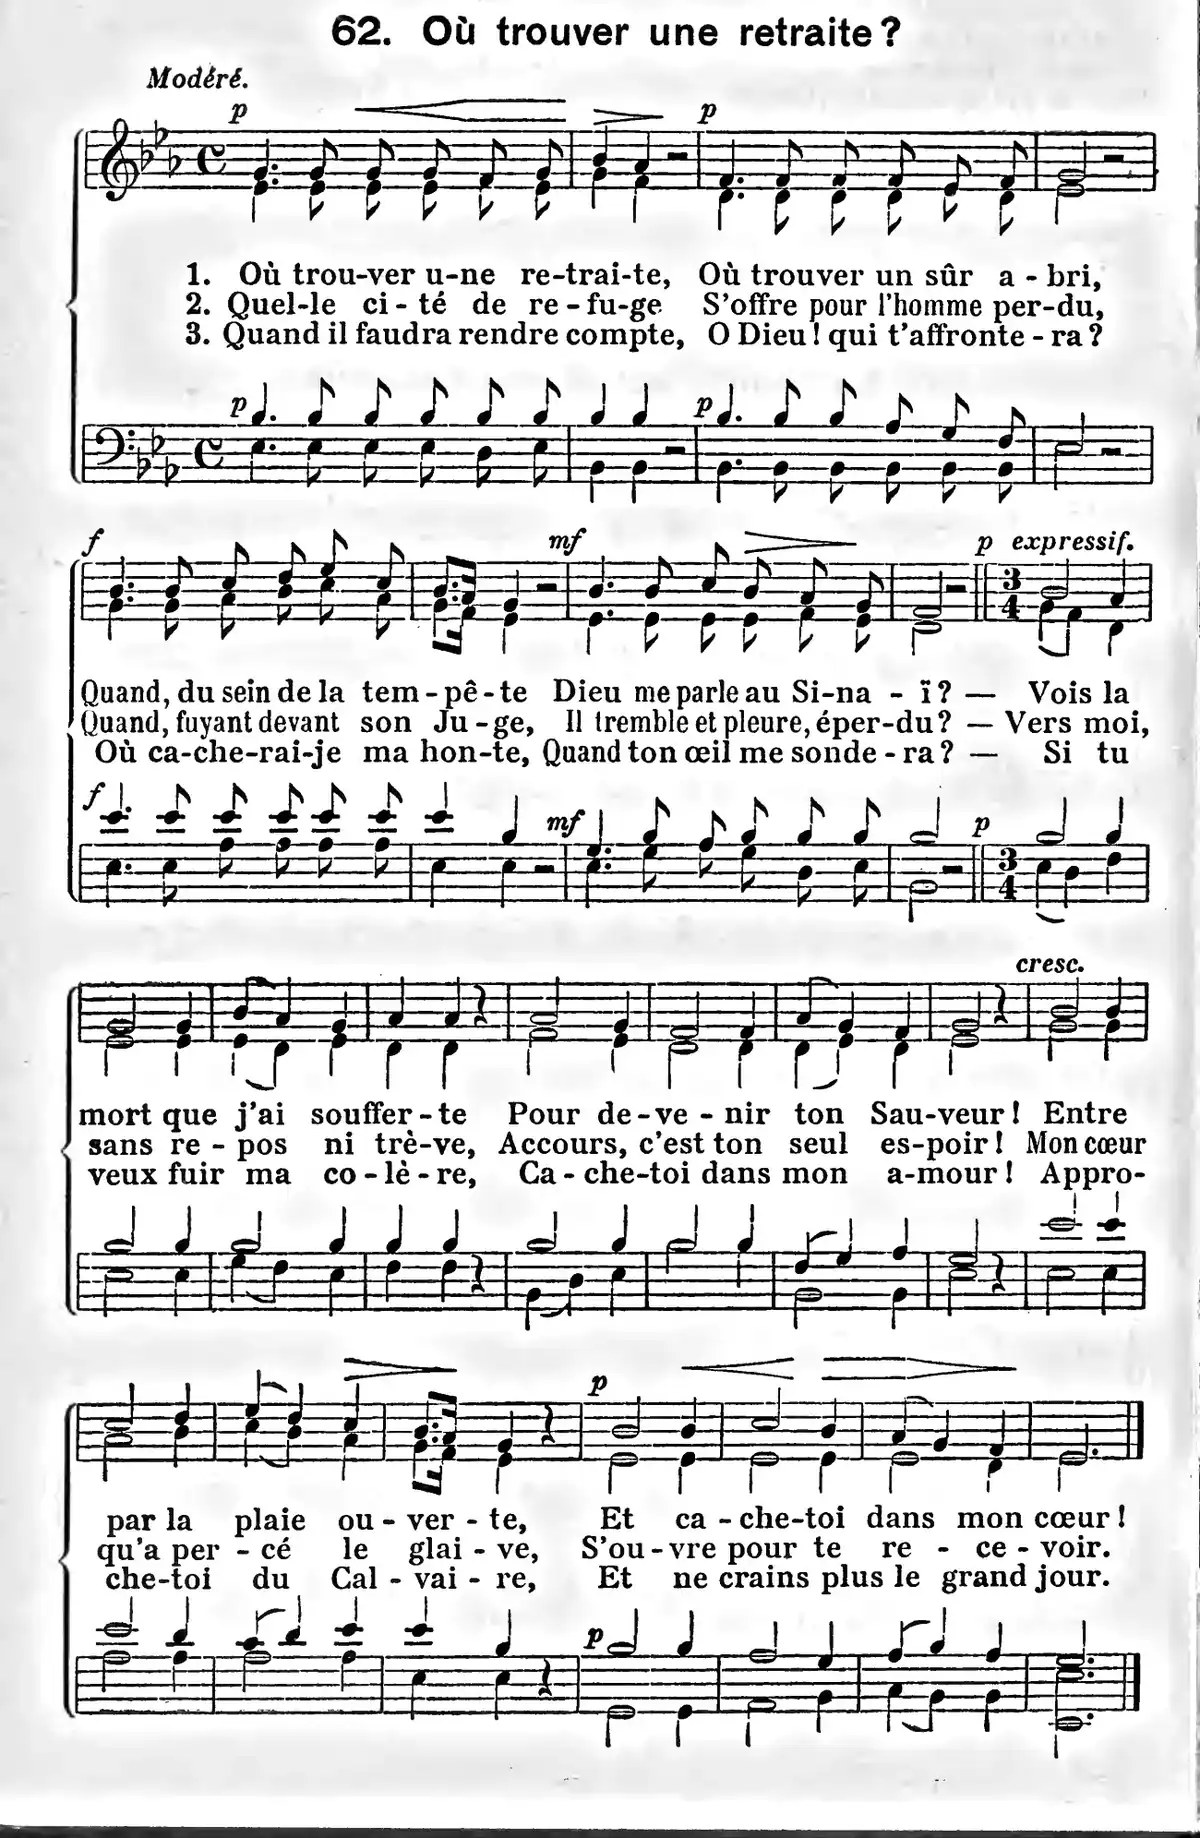 62. Où trouver une retraite?
Modéré.
p p
1. Où trou-ver u-ne re-trai-te, Où trouver un sûr a - bri,
2. Quel-le ci - té de re - fu-ge S'offre pour l'homme per-du,
3. Quand il faudra rendre compte, O Dieu! qui t'affronte - ra?
p p
f mf p expressif.
3
4
Quand, du sein de la tem - pê - te Dieu me parle au Si-na - ï? — Vois la
Quand, fuyant devant son Ju - ge, Il tremble et pleure, éper-du? — Vers moi,
Où ca-che-rai-je ma hon-te, Quand ton œil me sonde - ra? — Si tu
f mf p
3
4
cresc.
mort que j'ai souffer - te Pour de - ve - nir ton Sau-veur! Entre
sans re - pos ni trè-ve, Accours, c'est ton seul es-poir! Mon cœur
veux fuir ma co - lè - re, Ca - che-toi dans mon a-mour! Appro-
p
par la plaie ou - ver - te, Et ca - che-toi dans mon cœur!
qu'a per - cé le glai - ve, S'ou - vre pour te re - ce - voir.
che-toi du Cal - vai - re, Et ne crains plus le grand jour.
p